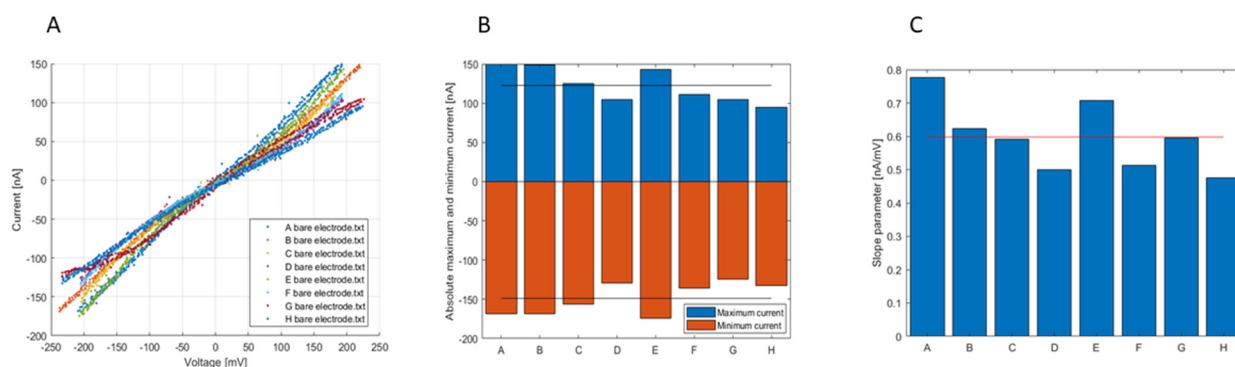 A
B
C
150
100
50
0
-50
-100
-150
-200
-250 -200 -150 -100 -50 0 50 100 150 200 250
Current [nA]
Voltage [mV]
A bare electrode.txt
B bare electrode.txt
C bare electrode.txt
D bare electrode.txt
E bare electrode.txt
F bare electrode.txt
G bare electrode.txt
H bare electrode.txt
Absolute maximum and minimum current [nA]
150
100
50
0
-50
-100
-150
-200
A B C D E F G H
Maximum current
Minimum current
Slope parameter [nA/mV]
0.8
0.7
0.6
0.5
0.4
0.3
0.2
0.1
0
A B C D E F G H